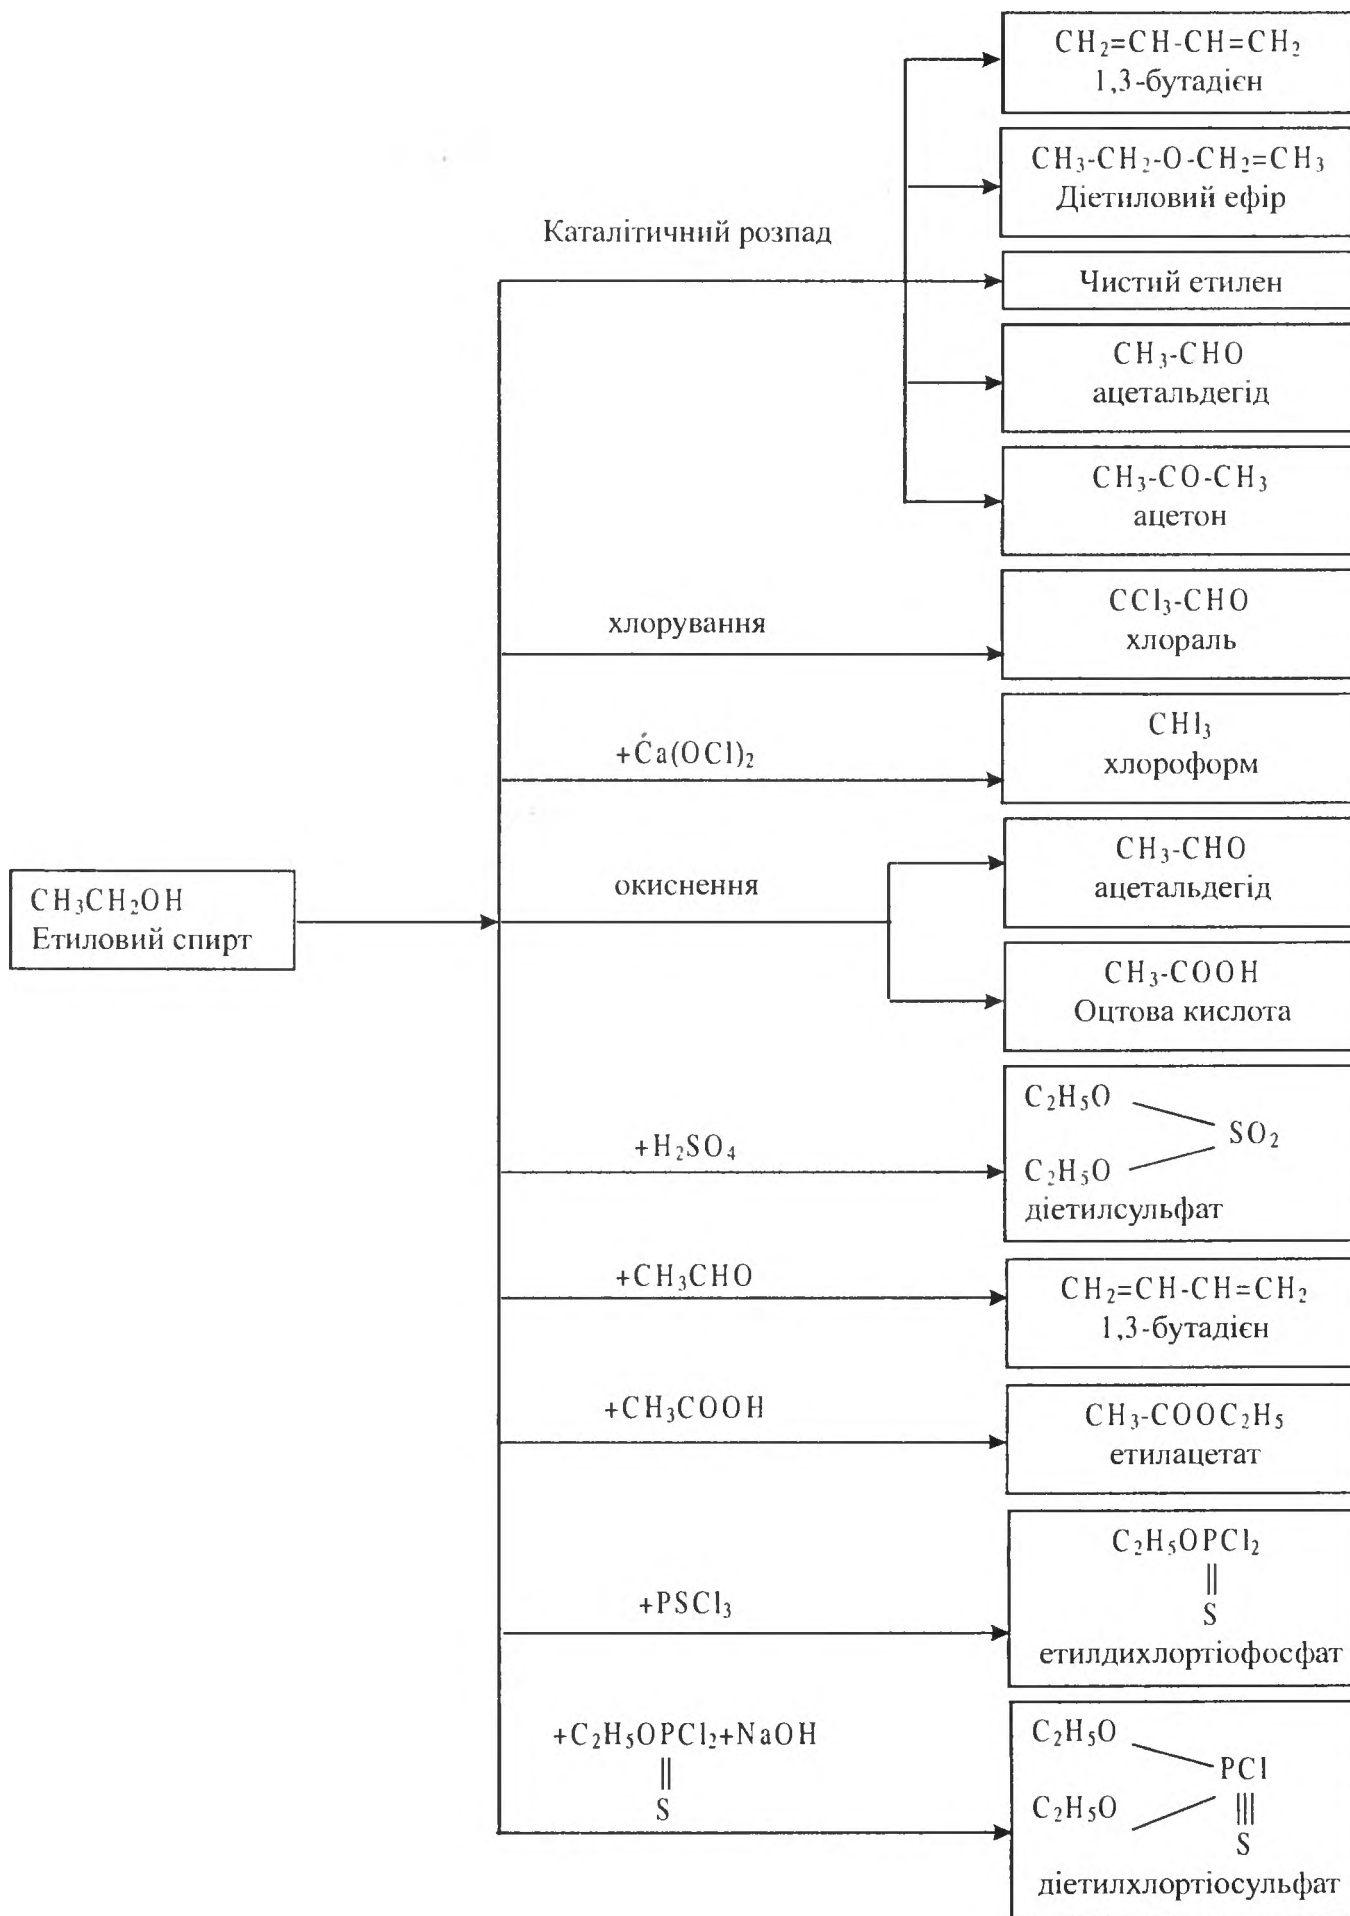 CH₂=CH-CH=CH₂
1,3-бутадієн
CH₃-CH₂-O-CH₂=CH₃
Діетиловий ефір
Каталітичний розпад
Чистий етилен
CH₃-CHO
ацетальдегід
CH₃-CO-CH₃
ацетон
хлорування
CCl₃-CHO
хлораль
+Ca(OCl)₂
CHl₃
хлороформ
CH₃CH₂OH
Етиловий спирт
окиснення
CH₃-CHO
ацетальдегід
CH₃-COOH
Оцтова кислота
+H₂SO₄
C₂H₅O
SO₂
C₂H₅O
діетилсульфат
+CH₃CHO
CH₂=CH-CH=CH₂
1,3-бутадієн
+CH₃COOH
CH₃-COOC₂H₅
етилацетат
+PSCl₃
C₂H₅OPCl₂
||
S
етилдихлортіофосфат
+C₂H₅OPCl₂+NaOH
||
S
C₂H₅O
PCl
C₂H₅O
|||
S
діетилхлортіосульфат